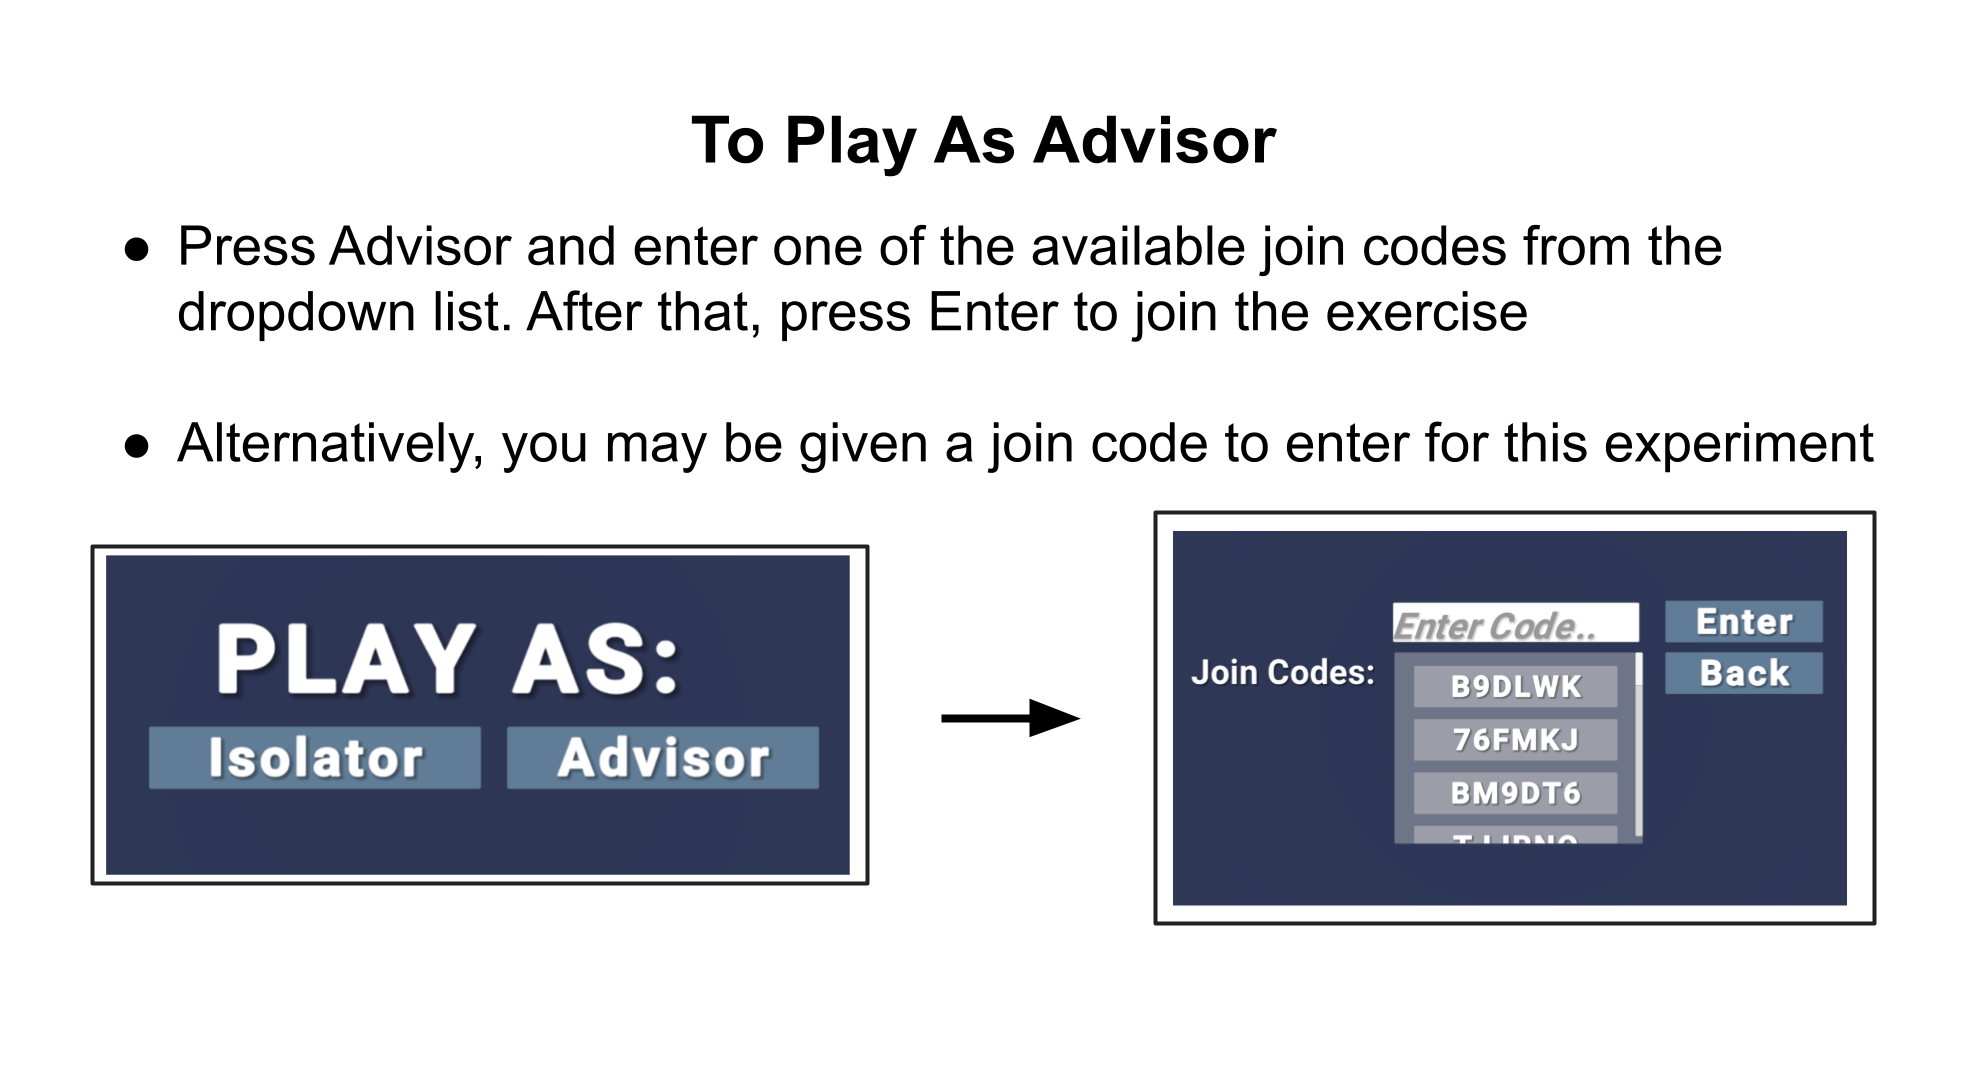 To Play As Advisor
● Press Advisor and enter one of the available join codes from the
dropdown list. After that, press Enter to join the exercise
● Alternatively, you may be given a join code to enter for this experiment
PLAY AS:
Isolator Advisor
Enter Code.. Enter
Join Codes: Back
B9DLWK
76FMKJ
BM9DT6